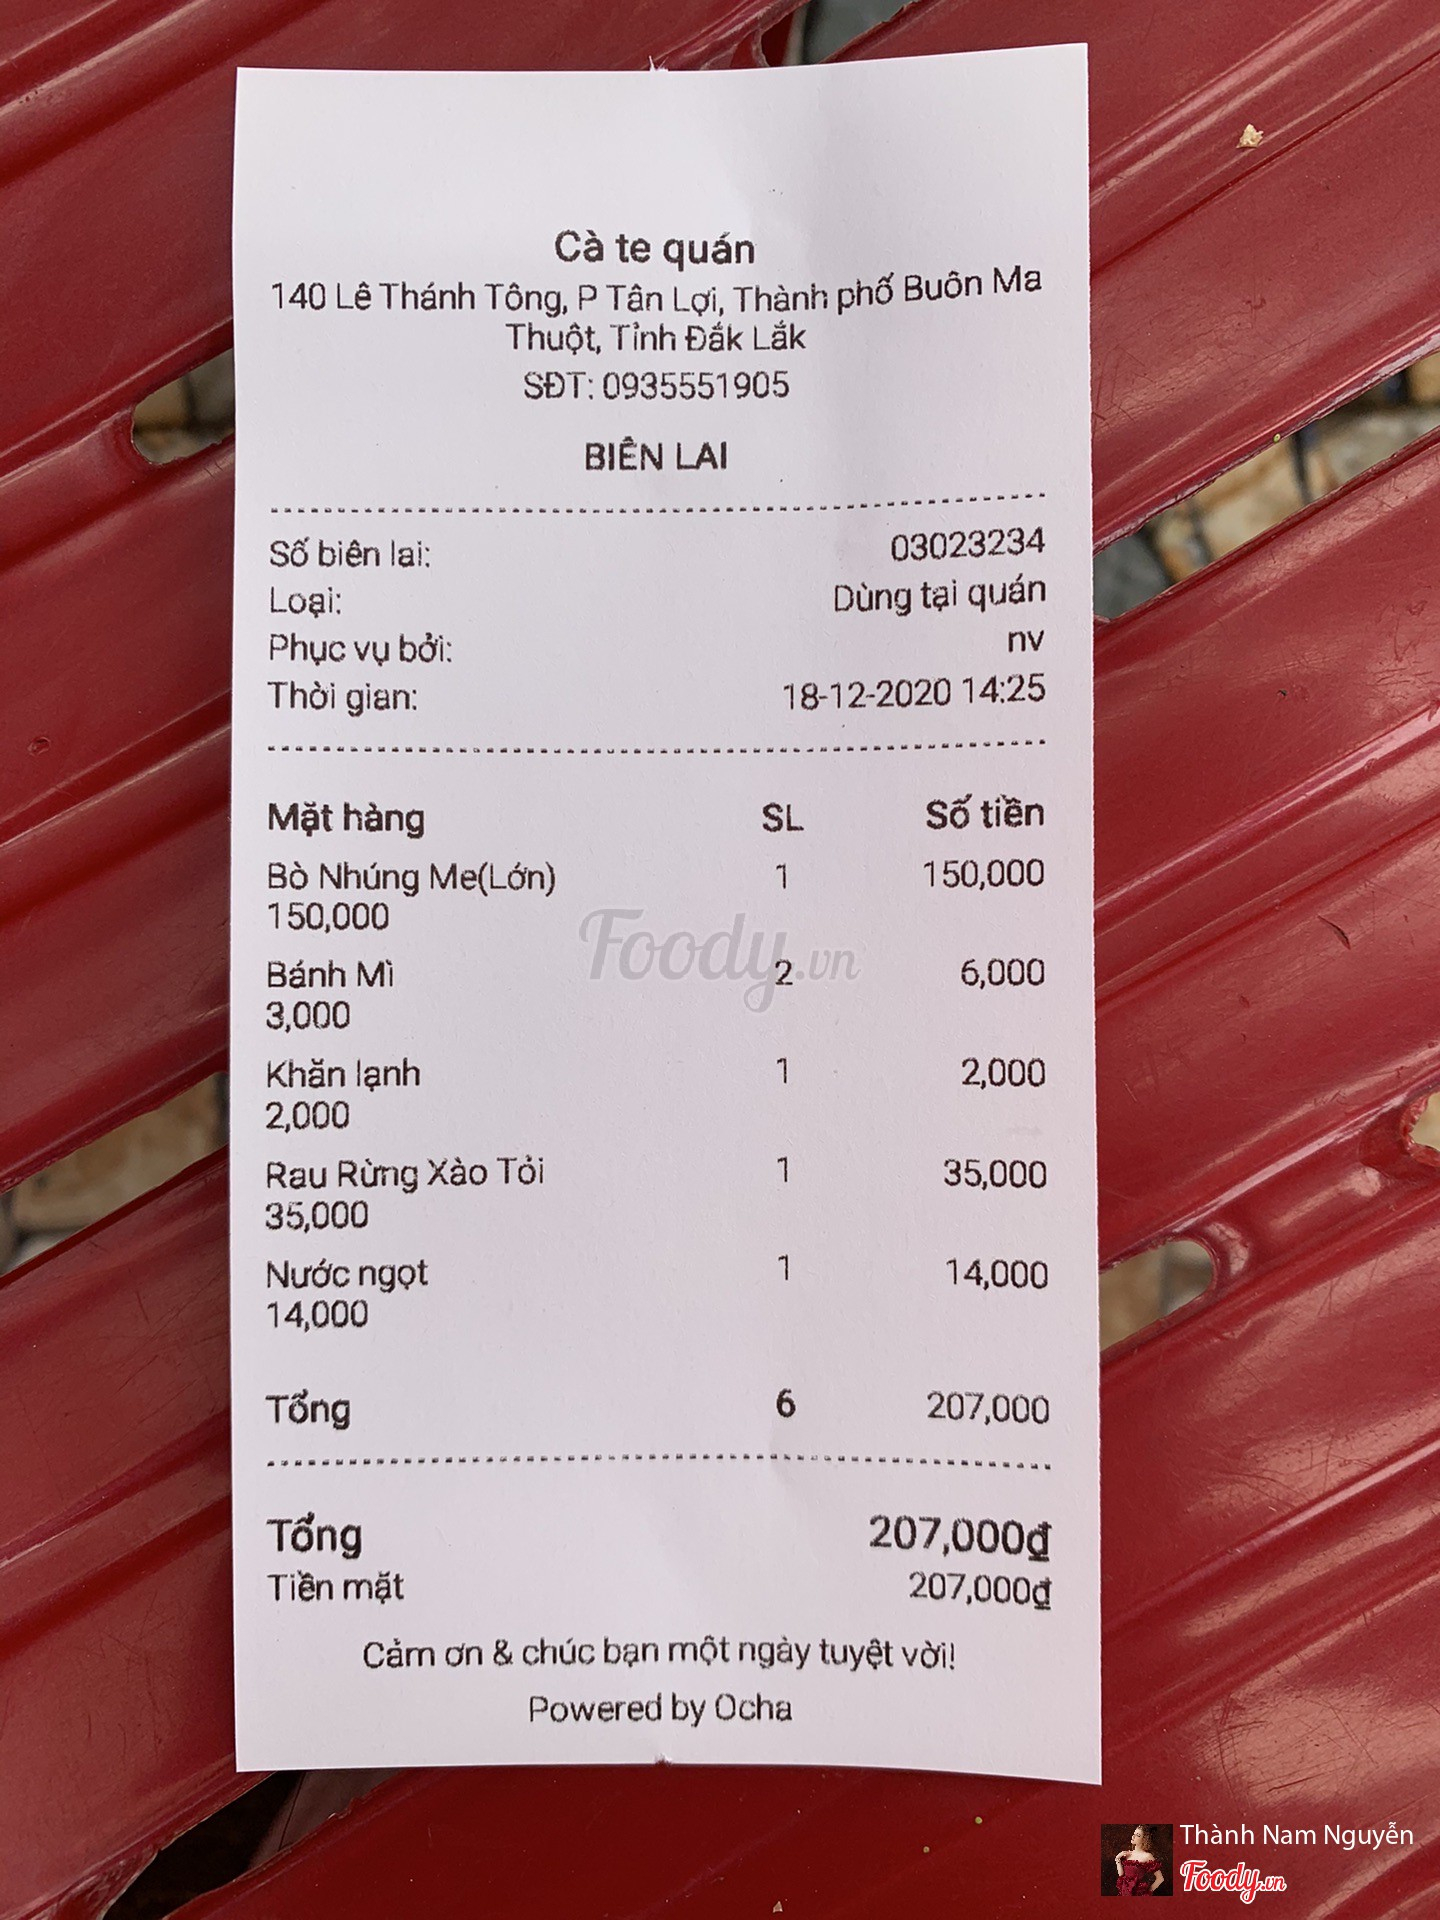 Cà te quán
140 Lê Thánh Tông, P Tân Lợi, Thành phố Buôn Ma
Thuột, Tỉnh Đắk Lắk
SĐT: 0935551905
BIÊN LAI
Số biên lai: 03023234
Loại: Dùng tại quán
Phục vụ bởi: nv
Thời gian: 18-12-2020 14:25
Mặt hàng SL Số tiền
Bò Nhúng Me(Lớn) 1 150,000
150,000
Bánh Mì 2 6,000
3,000
Khăn lạnh 1 2,000
2,000
Rau Rừng Xào Tỏi 1 35,000
35,000
Nước ngọt 1 14,000
14,000
Tổng 6 207,000
Tổng 207,000₫
Tiền mặt 207,000₫
Cảm ơn & chúc bạn một ngày tuyệt vời!
Powered by Ocha
Foody.vn
Thành Nam Nguyễn
Foody.vn